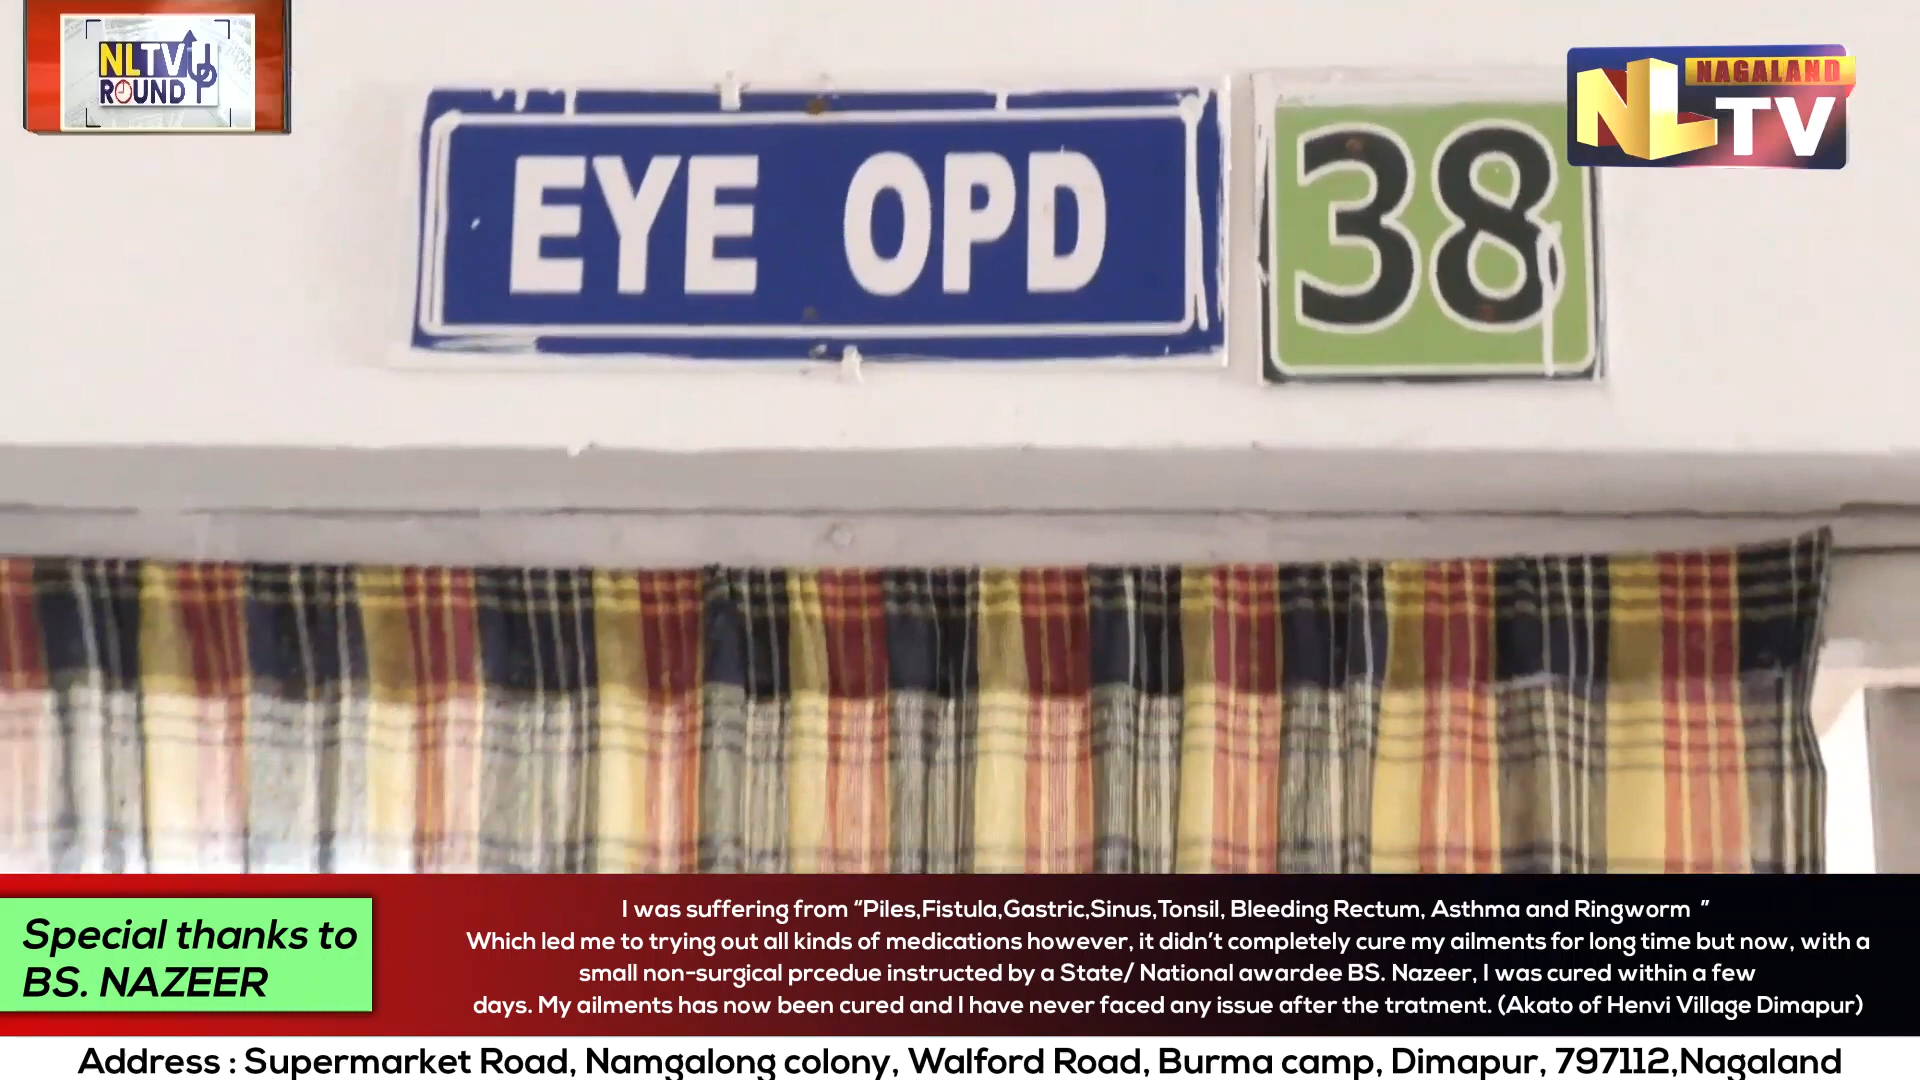 NLTV UP
ROUND
NAGALAND
NLTV
EYE OPD
38
Special thanks to
BS. NAZEER
I was suffering from “Piles,Fistula,Gastric,Sinus,Tonsil, Bleeding Rectum, Asthma and Ringworm ”
Which led me to trying out all kinds of medications however, it didn’t completely cure my ailments for long time but now, with a
small non-surgical prcedue instructed by a State/ National awardee BS. Nazeer, I was cured within a few
days. My ailments has now been cured and I have never faced any issue after the tratment. (Akato of Henvi Village Dimapur)
Address : Supermarket Road, Namgalong colony, Walford Road, Burma camp, Dimapur, 797112,Nagaland